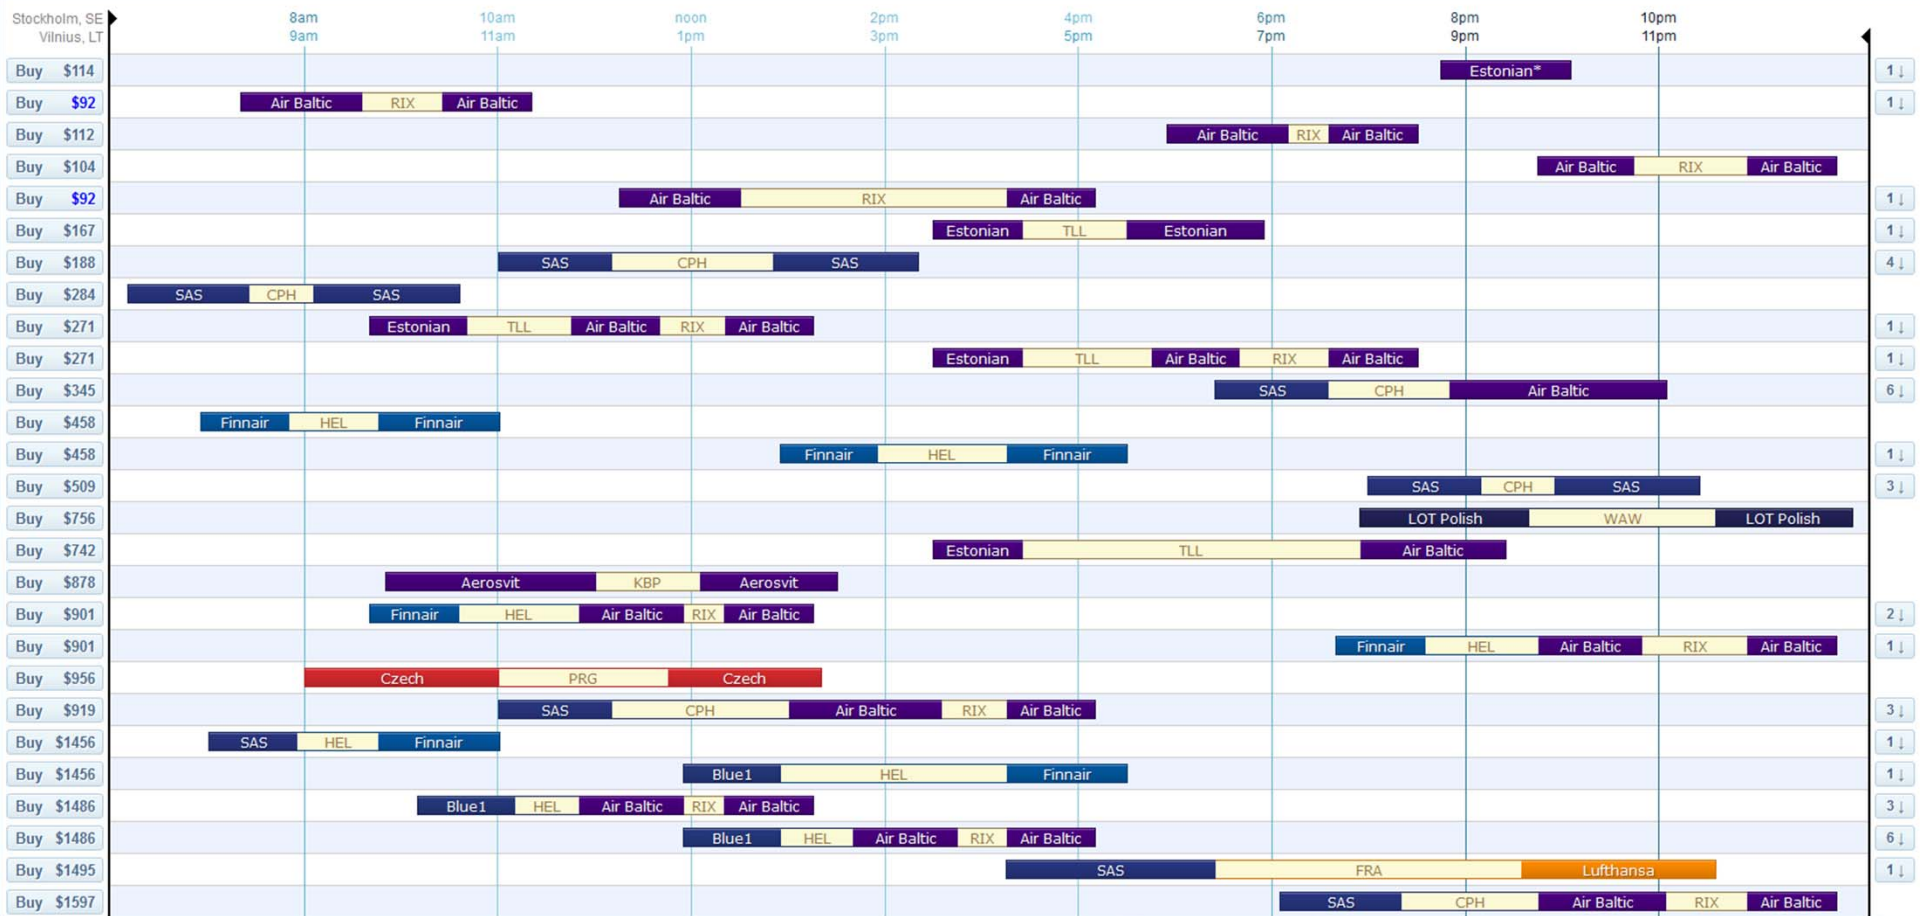 Stockholm, SE 8am 10am noon 2pm 4pm 6pm 8pm 10pm
Vilnius, LT 9am 11am 1pm 3pm 5pm 7pm 9pm 11pm
Buy $114 Estonian* 1↓
Buy $92 Air Baltic RIX Air Baltic 1↓
Buy $112 Air Baltic RIX Air Baltic
Buy $104 Air Baltic RIX Air Baltic
Buy $92 Air Baltic RIX Air Baltic 1↓
Buy $167 Estonian TLL Estonian 1↓
Buy $188 SAS CPH SAS 4↓
Buy $284 SAS CPH SAS
Buy $271 Estonian TLL Air Baltic RIX Air Baltic 1↓
Buy $271 Estonian TLL Air Baltic RIX Air Baltic 1↓
Buy $345 SAS CPH Air Baltic 6↓
Buy $458 Finnair HEL Finnair
Buy $458 Finnair HEL Finnair 1↓
Buy $509 SAS CPH SAS 3↓
Buy $756 LOT Polish WAW LOT Polish
Buy $742 Estonian TLL Air Baltic
Buy $878 Aerosvit KBP Aerosvit
Buy $901 Finnair HEL Air Baltic RIX Air Baltic 2↓
Buy $901 Finnair HEL Air Baltic RIX Air Baltic 1↓
Buy $956 Czech PRG Czech
Buy $919 SAS CPH Air Baltic RIX Air Baltic 3↓
Buy $1456 SAS HEL Finnair 1↓
Buy $1456 Blue1 HEL Finnair 1↓
Buy $1486 Blue1 HEL Air Baltic RIX Air Baltic 3↓
Buy $1486 Blue1 HEL Air Baltic RIX Air Baltic 6↓
Buy $1495 SAS FRA Lufthansa 1↓
Buy $1597 SAS CPH Air Baltic RIX Air Baltic